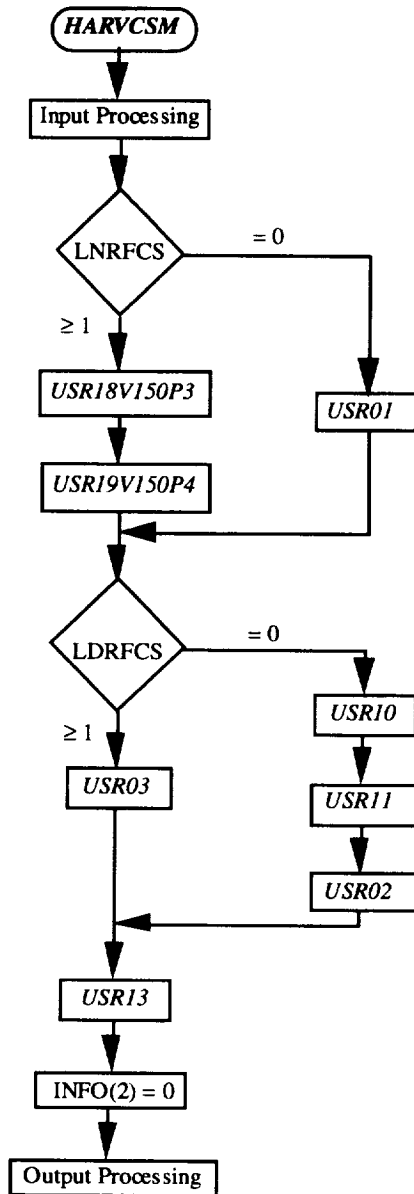 HARVCSM
Input Processing
LNRFCS
= 0
≥ 1
USR18V150P3
USR01
USR19V150P4
LDRFCS
= 0
≥ 1
USR10
USR03
USR11
USR02
USR13
INFO(2) = 0
Output Processing